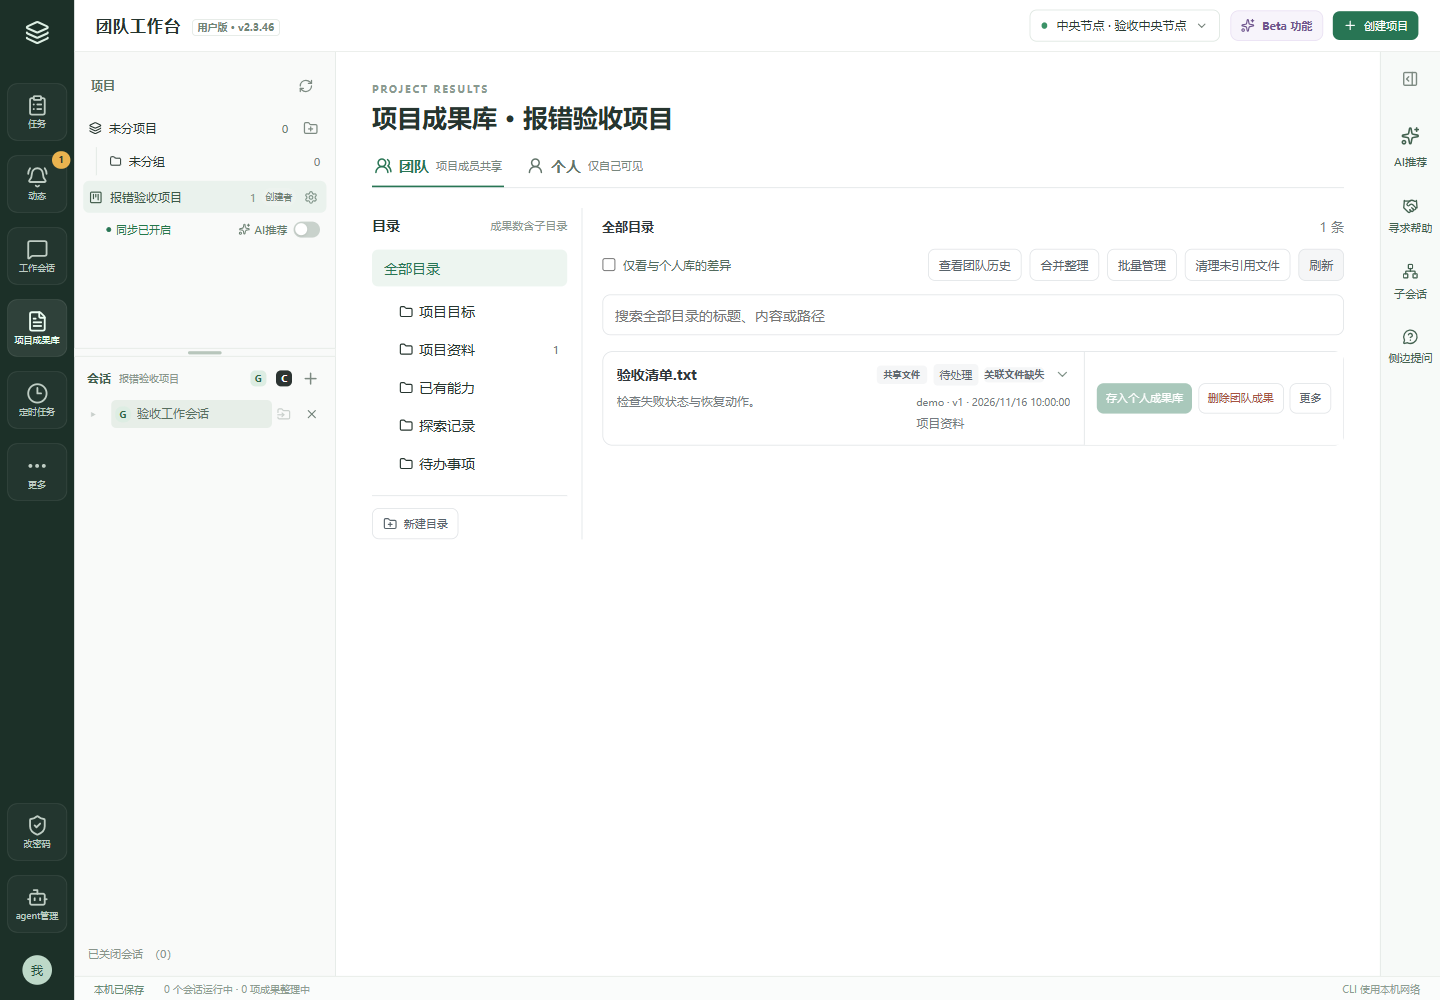 团队工作台 用户版 • v2.3.46
中央节点 · 验收中央节点
Beta 功能
创建项目
任务
1
动态
工作会话
项目成果库
定时任务
更多
改密码
agent管理
我
项目
未分项目 0
未分组 0
报错验收项目 1 创建者
同步已开启 AI推荐
会话 报错验收项目 G C
G 验收工作会话
已关闭会话 (0)
PROJECT RESULTS
项目成果库 • 报错验收项目
团队 项目成员共享 个人 仅自己可见
目录 成果数含子目录
全部目录
项目目标
项目资料 1
已有能力
探索记录
待办事项
新建目录
全部目录 1 条
仅看与个人库的差异 查看团队历史 合并整理 批量管理 清理未引用文件 刷新
搜索全部目录的标题、内容或路径
验收清单.txt 共享文件 待处理 关联文件缺失
检查失败状态与恢复动作。 demo · v1 · 2026/11/16 10:00:00
项目资料
存入个人成果库 删除团队成果 更多
AI推荐
寻求帮助
子会话
侧边提问
本机已保存 0 个会话运行中 · 0 项成果整理中 CLI 使用本机网络